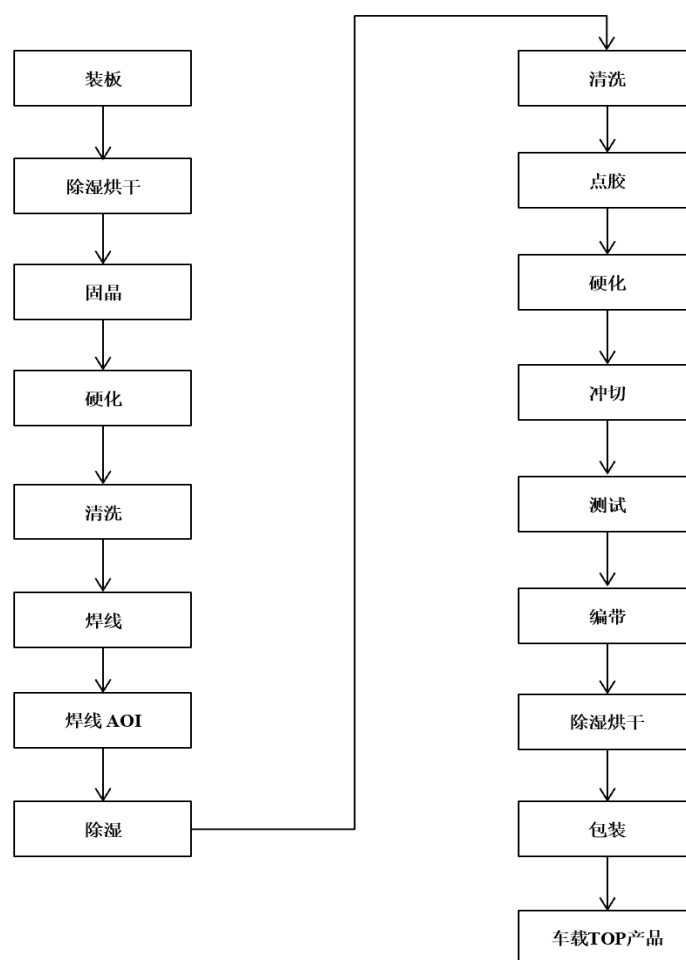 装板
除湿烘干
固晶
硬化
清洗
焊线
焊线 AOI
除湿
清洗
点胶
硬化
冲切
测试
编带
除湿烘干
包装
车载TOP产品